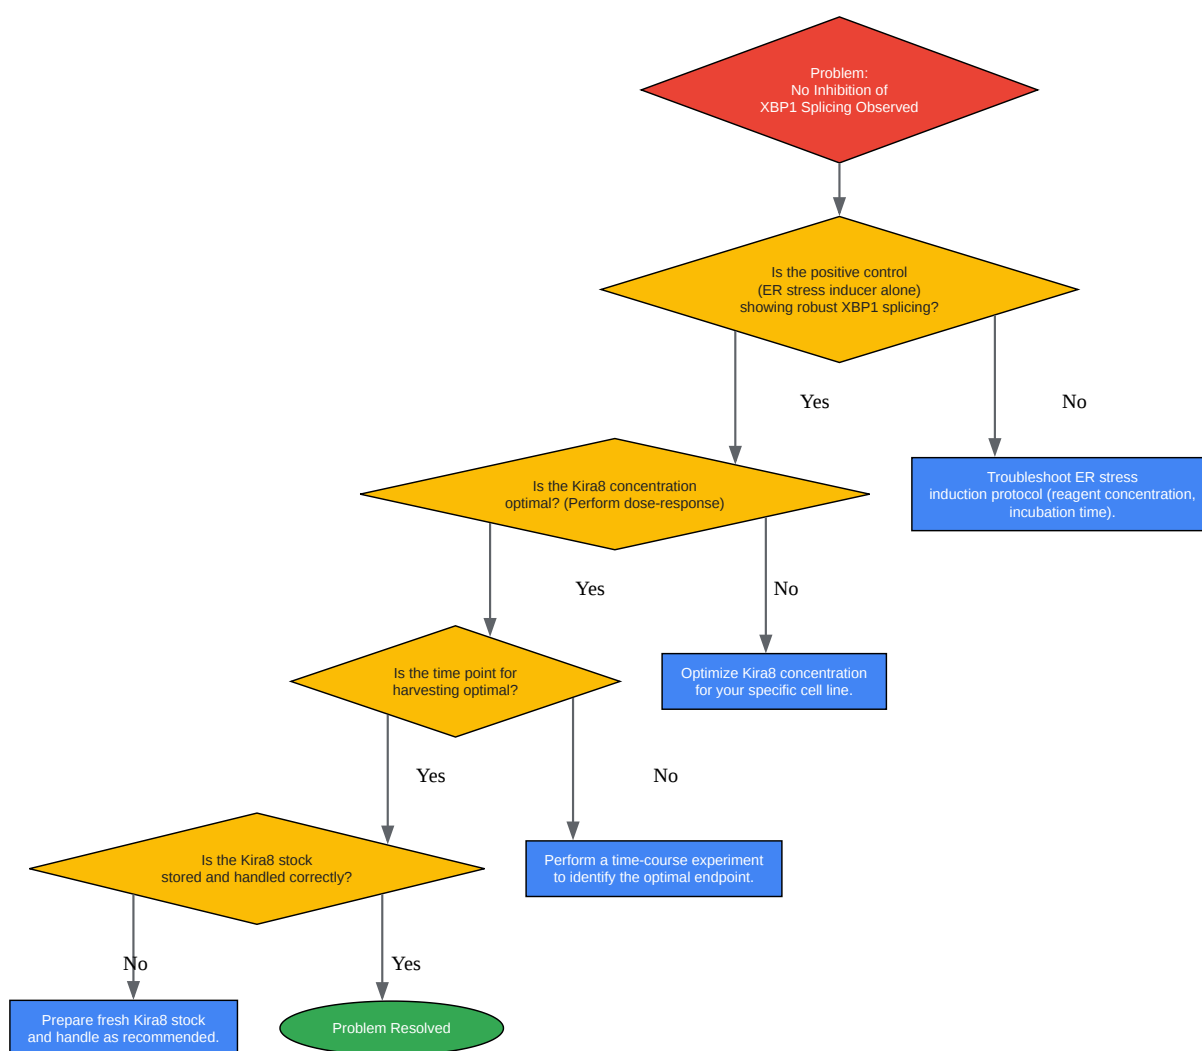 Problem:
No Inhibition of
XBP1 Splicing Observed
Is the positive control
(ER stress inducer alone)
showing robust XBP1 splicing?
Yes
No
Is the Kira8 concentration
optimal? (Perform dose-response)
Troubleshoot ER stress
induction protocol (reagent concentration,
incubation time).
Yes
No
Is the time point for
harvesting optimal?
Optimize Kira8 concentration
for your specific cell line.
Yes
No
Is the Kira8 stock
stored and handled correctly?
Perform a time-course experiment
to identify the optimal endpoint.
No
Yes
Prepare fresh Kira8 stock
and handle as recommended.
Problem Resolved